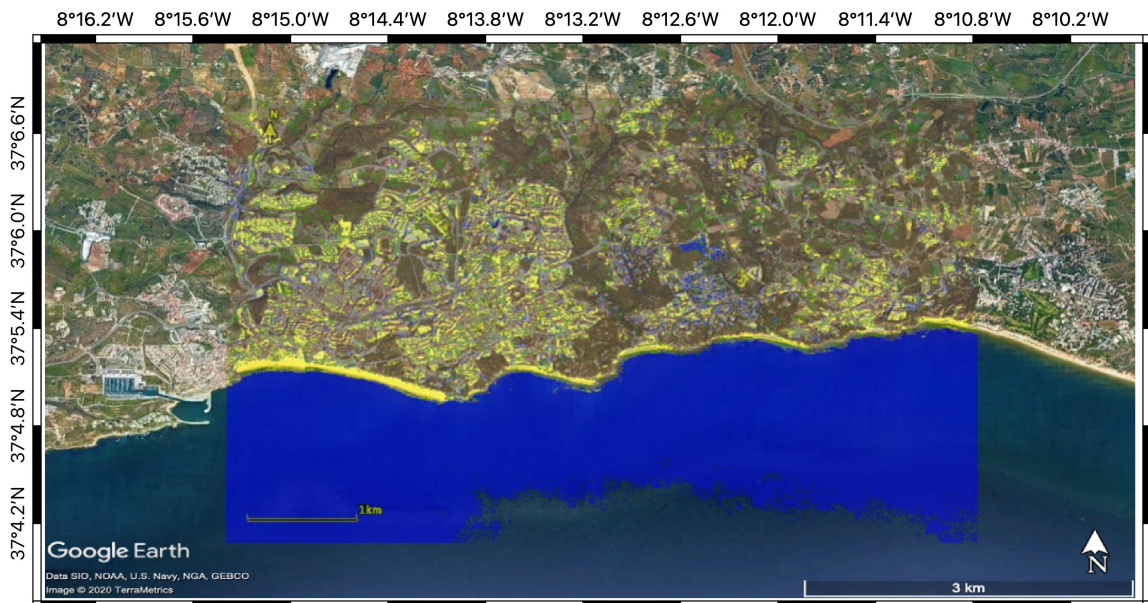 8°16.2'W 8°15.6'W 8°15.0'W 8°14.4'W 8°13.8'W 8°13.2'W 8°12.6'W 8°12.0'W 8°11.4'W 8°10.8'W 8°10.2'W
37°6.6'N
N
37°6.0'N
37°5.4'N
37°4.8'N
37°4.2'N
1km
Google Earth
N
Data SIO, NOAA, U.S. Navy, NGA, GEBCO
Image © 2020 TerraMetrics
3 km